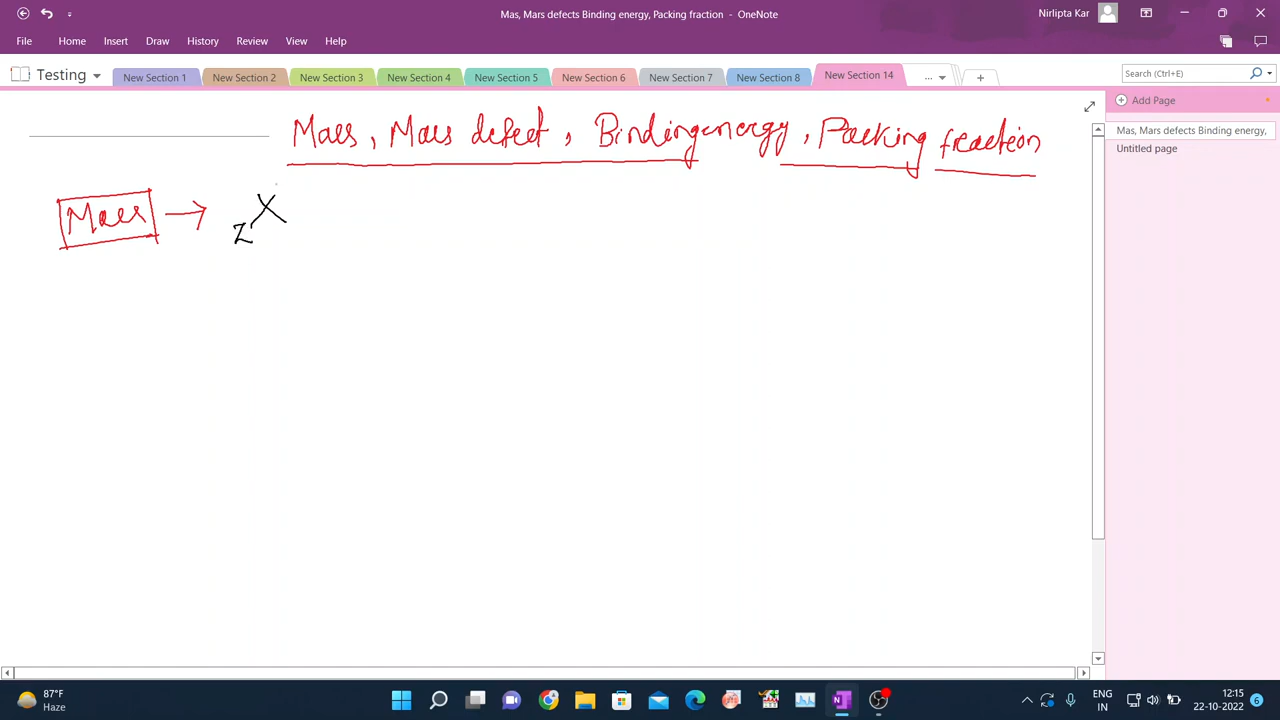 Mas, Mars defects Binding energy, Packing fraction - OneNote
Nirlipta Kar
File Home Insert Draw History Review View Help
Testing
New Section 1 New Section 2 New Section 3 New Section 4 New Section 5 New Section 6 New Section 7 New Section 8 New Section 14 ...
Search (Ctrl+E)
Add Page
Mas, Mars defects Binding energy,
Untitled page
Mass, Mass defect, Binding energy, Packing fraction
Mass → zX
87°F
Haze
ENG
IN
12:15
22-10-2022
6